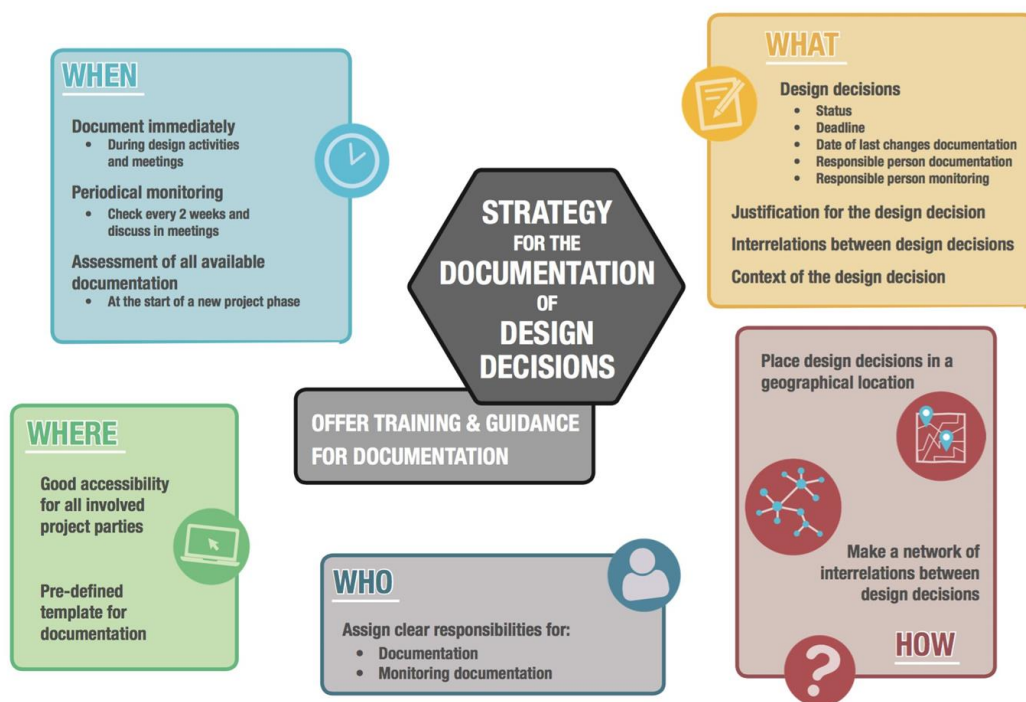 WHEN
Document immediately
• During design activities
and meetings
Periodical monitoring
• Check every 2 weeks and
discuss in meetings
Assessment of all available
documentation
• At the start of a new project phase
WHAT
Design decisions
• Status
• Deadline
• Date of last changes documentation
• Responsible person documentation
• Responsible person monitoring
Justification for the design decision
Interrelations between design decisions
Context of the design decision
STRATEGY
FOR THE
DOCUMENTATION
OF
DESIGN
DECISIONS
OFFER TRAINING & GUIDANCE
FOR DOCUMENTATION
WHERE
Good accessibility
for all involved
project parties
Pre-defined
template for
documentation
WHO
Assign clear responsibilities for:
• Documentation
• Monitoring documentation
Place design decisions in a
geographical location
Make a network of
interrelations between
design decisions
HOW
?